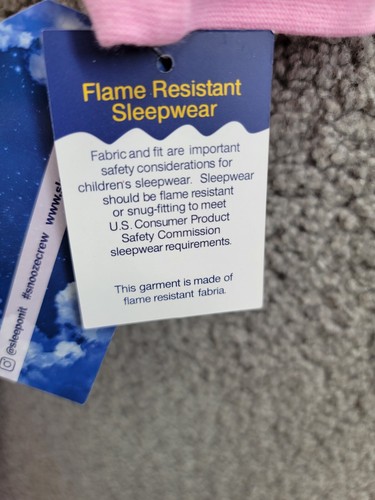 Flame Resistant
Sleepwear
Fabric and fit are important
safety considerations for
children's sleepwear. Sleepwear
should be flame resistant
or snug-fitting to meet
U.S. Consumer Product
Safety Commission
sleepwear requirements.
This garment is made of
flame resistant fabria.
@sleeponit #snoozecrew